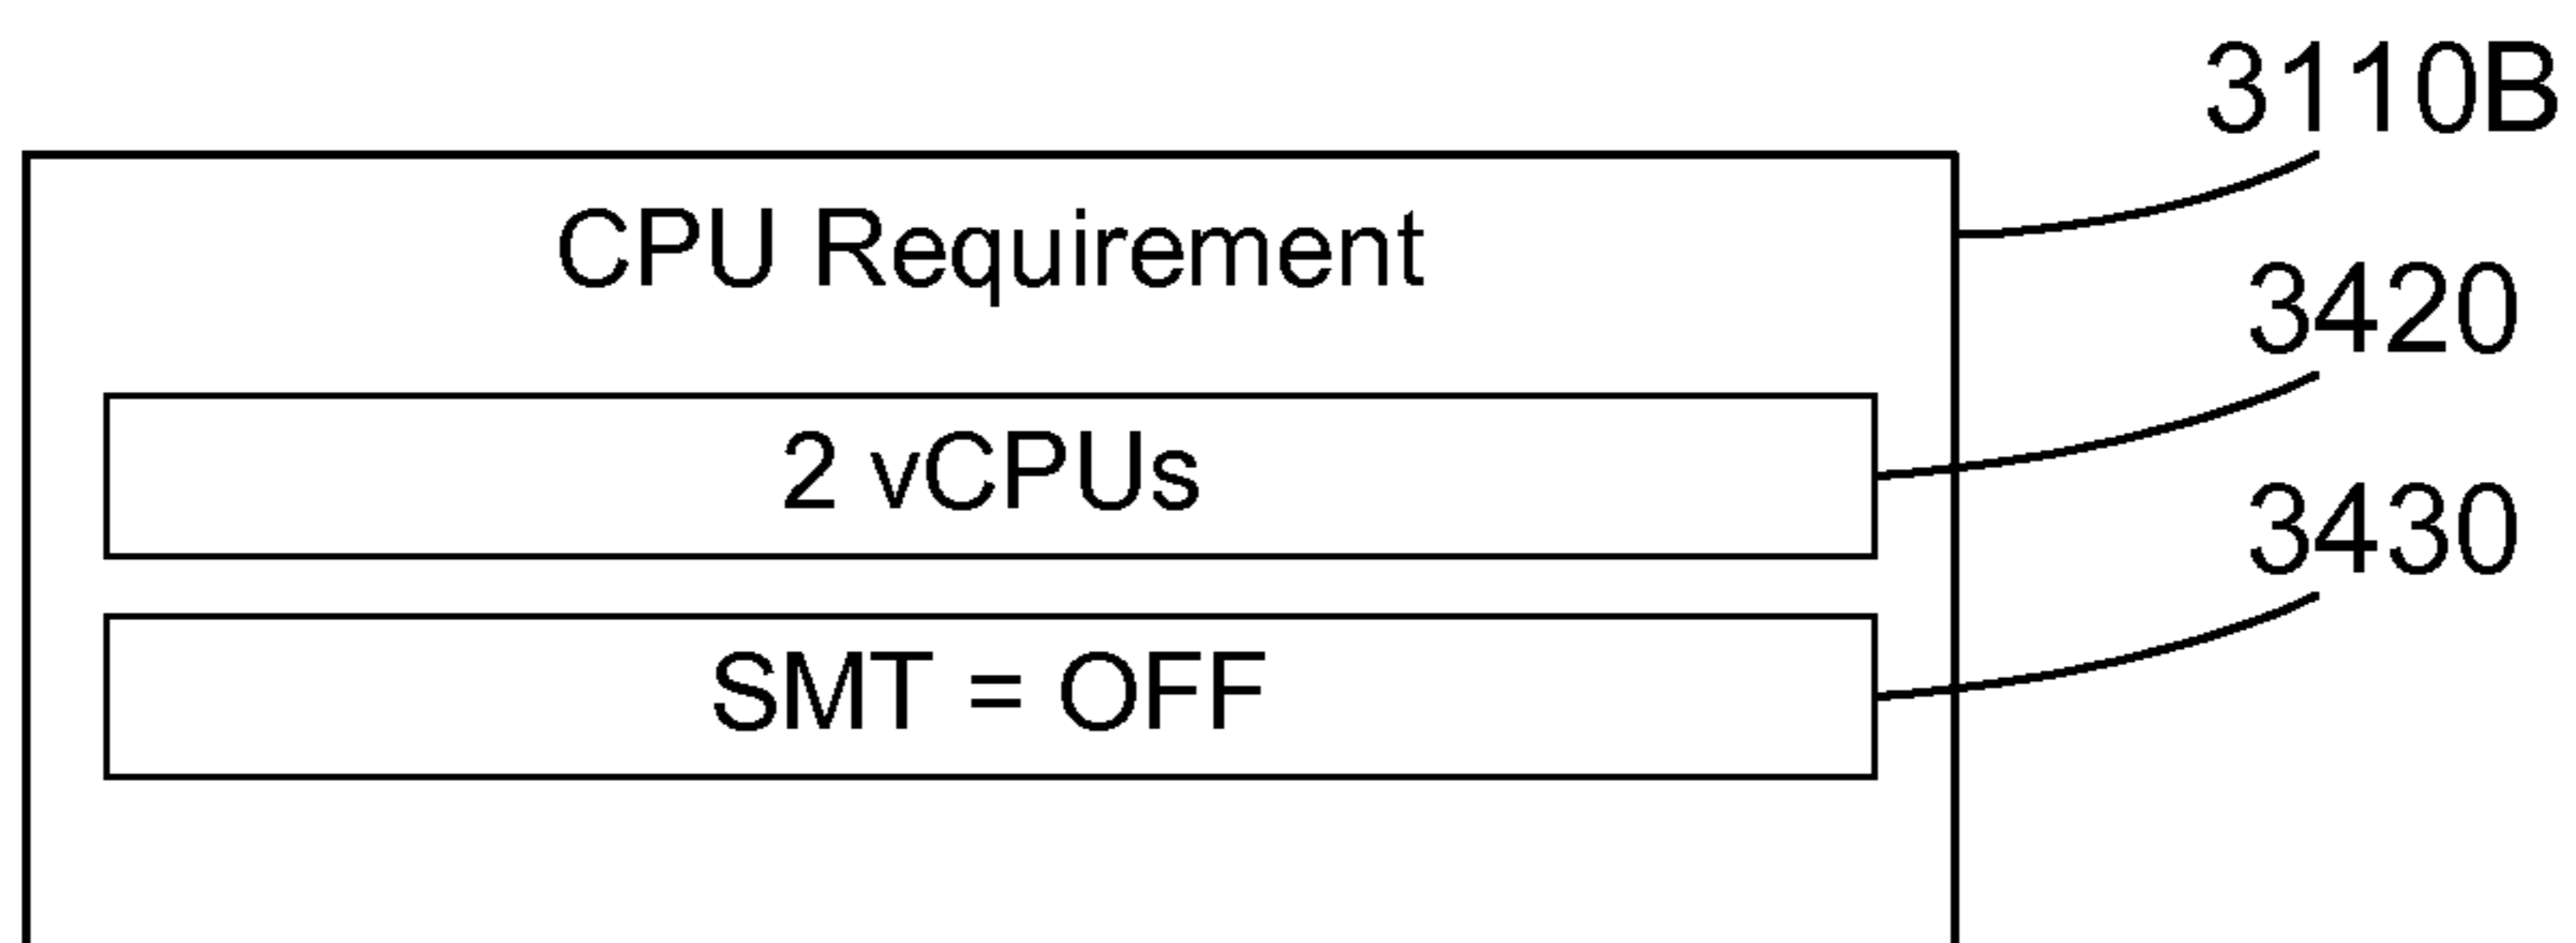 3110B
CPU Requirement
3420
2 vCPUs
3430
SMT = OFF